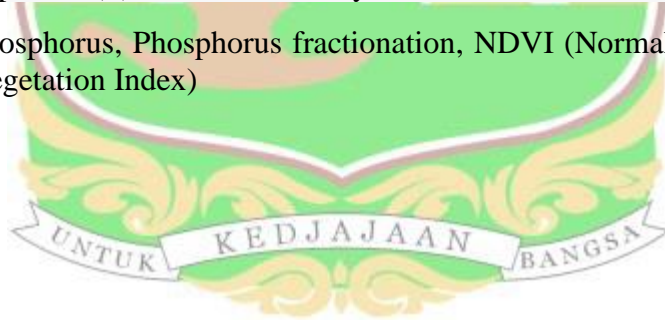 osphorus, Phosphorus fractionation, NDVI (Normal
egetation Index)
UNTUK KEDJAJAAN BANGSA